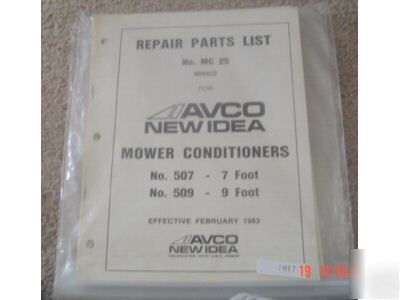 REPAIR PARTS LIST
No. MC 25
FOR
AVCO
NEW IDEA
MOWER CONDITIONERS
No. 507 - 7 Foot
No. 509 - 9 Foot
EFFECTIVE FEBRUARY 1983
AVCO
NEW IDEA